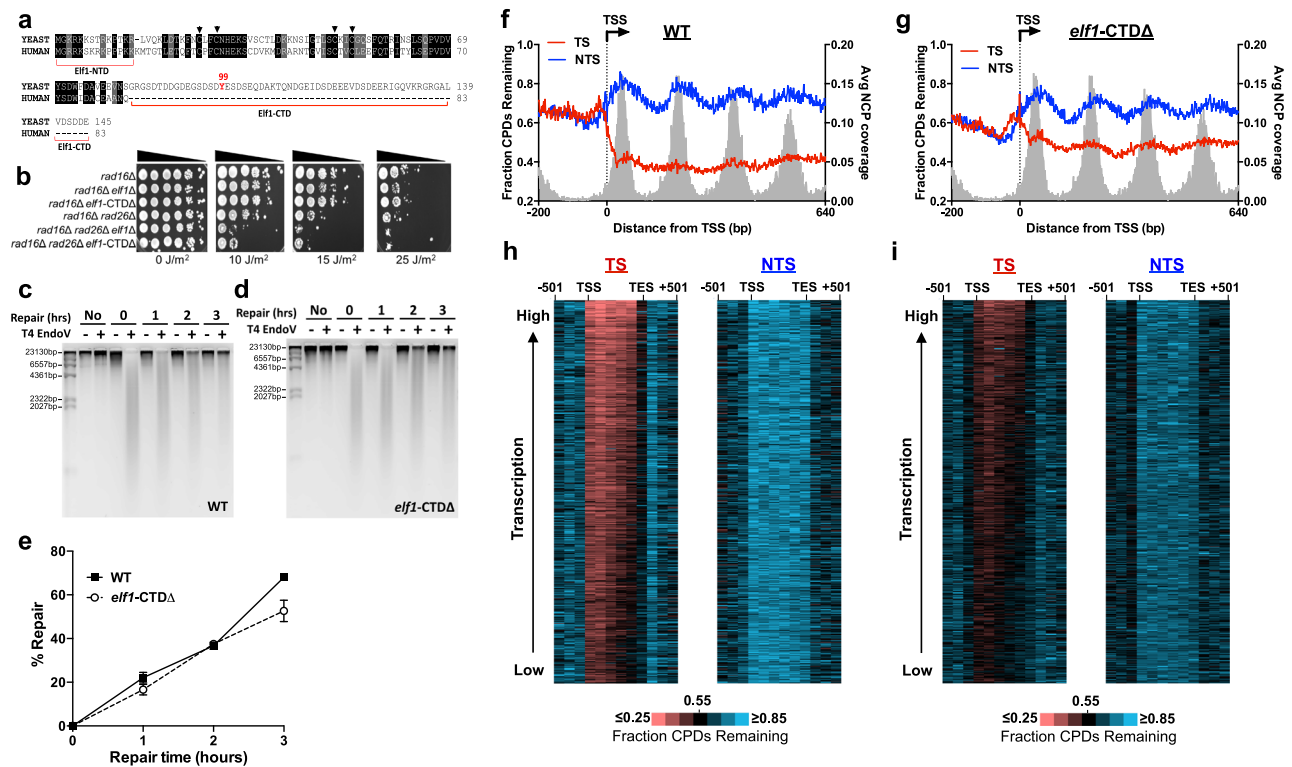 a
YEAST
HUMAN
69
70
Elf1-NTD
99
YEAST
HUMAN
139
83
Elf1-CTD
YEAST VDSDDE 145
HUMAN ------ 83
Elf1-CTD
b
rad16Δ
rad16Δ elf1Δ
rad16Δ elf1-CTDΔ
rad16Δ rad26Δ
rad16Δ rad26Δ elf1Δ
rad16Δ rad26Δ elf1-CTDΔ
0 J/m² 10 J/m² 15 J/m² 25 J/m²
c
Repair (hrs) No 0 1 2 3
T4 EndoV - + - + - + - + - +
23130bp
6557bp
4361bp
2322bp
2027bp
WT
d
Repair (hrs) No 0 1 2 3
T4 EndoV - + - + - + - + - +
23130bp
6557bp
4361bp
2322bp
2027bp
elf1-CTDΔ
e
% Repair
80
60
40
20
0
WT
elf1-CTDΔ
0 1 2 3
Repair time (hours)
f
TSS
WT
TS
NTS
Fraction CPDs Remaining
1.0
0.8
0.6
0.4
0.2
Avg NCP coverage
0.20
0.15
0.10
0.05
0.00
-200 0 640
Distance from TSS (bp)
g
TSS
elf1-CTDΔ
TS
NTS
Fraction CPDs Remaining
1.0
0.8
0.6
0.4
0.2
Avg NCP coverage
0.20
0.15
0.10
0.05
0.00
-200 0 640
Distance from TSS (bp)
h
TS NTS
-501 TSS TES +501 TSS TES +501
High
Transcription
Low
0.55
≤0.25 ≥0.85
Fraction CPDs Remaining
i
TS NTS
-501 TSS TES +501 TSS TES +501
High
Transcription
Low
0.55
≤0.25 ≥0.85
Fraction CPDs Remaining